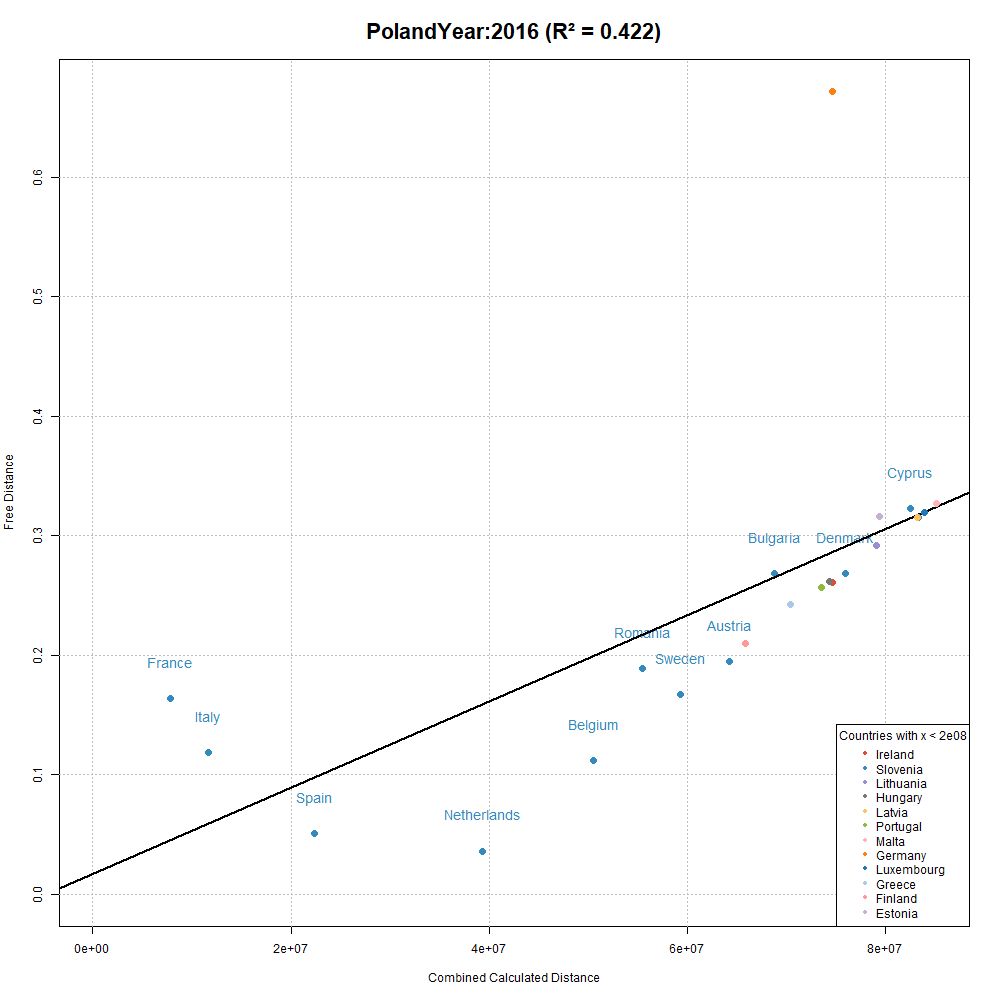 PolandYear:2016 (R² = 0.422)
Free Distance
0.6
0.5
0.4
0.3
0.2
0.1
0.0
Cyprus
Bulgaria
Denmark
Austria
Romania
Sweden
France
Italy
Belgium
Spain
Netherlands
Countries with x < 2e08
Ireland
Slovenia
Lithuania
Hungary
Latvia
Portugal
Malta
Germany
Luxembourg
Greece
Finland
Estonia
0e+00
2e+07
4e+07
6e+07
8e+07
Combined Calculated Distance